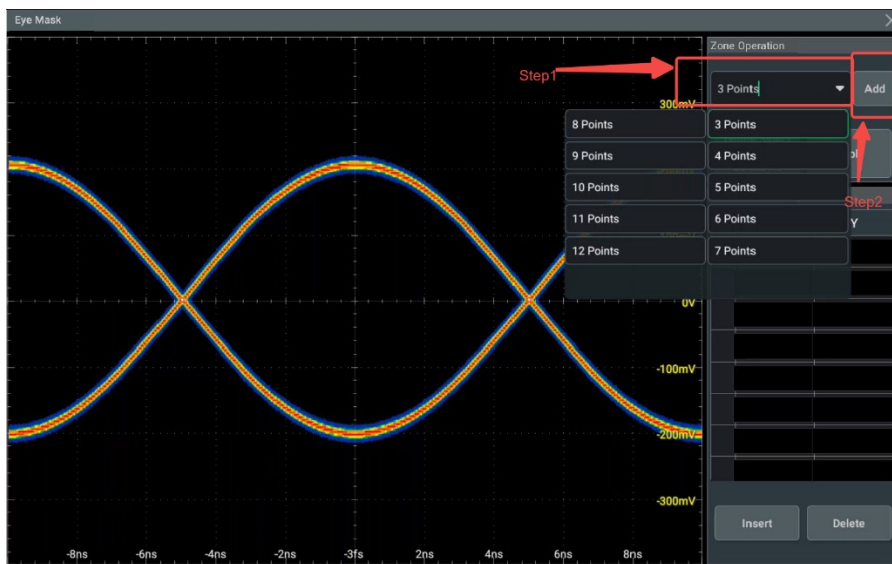 Eye Mask
Zone Operation
Step1
3 Points
Add
300mV
8 Points
3 Points
9 Points
4 Points
10 Points
5 Points
Step2
11 Points
6 Points
Y
12 Points
7 Points
0V
-100mV
-200mV
-300mV
Insert
Delete
-8ns
-6ns
-4ns
-2ns
-3fs
2ns
4ns
6ns
8ns